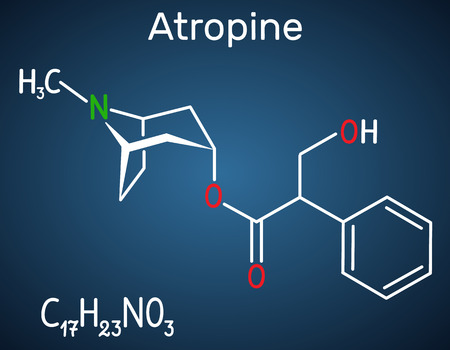 Atropine
H₃C
N
OH
O
O
C₁₇H₂₃NO₃